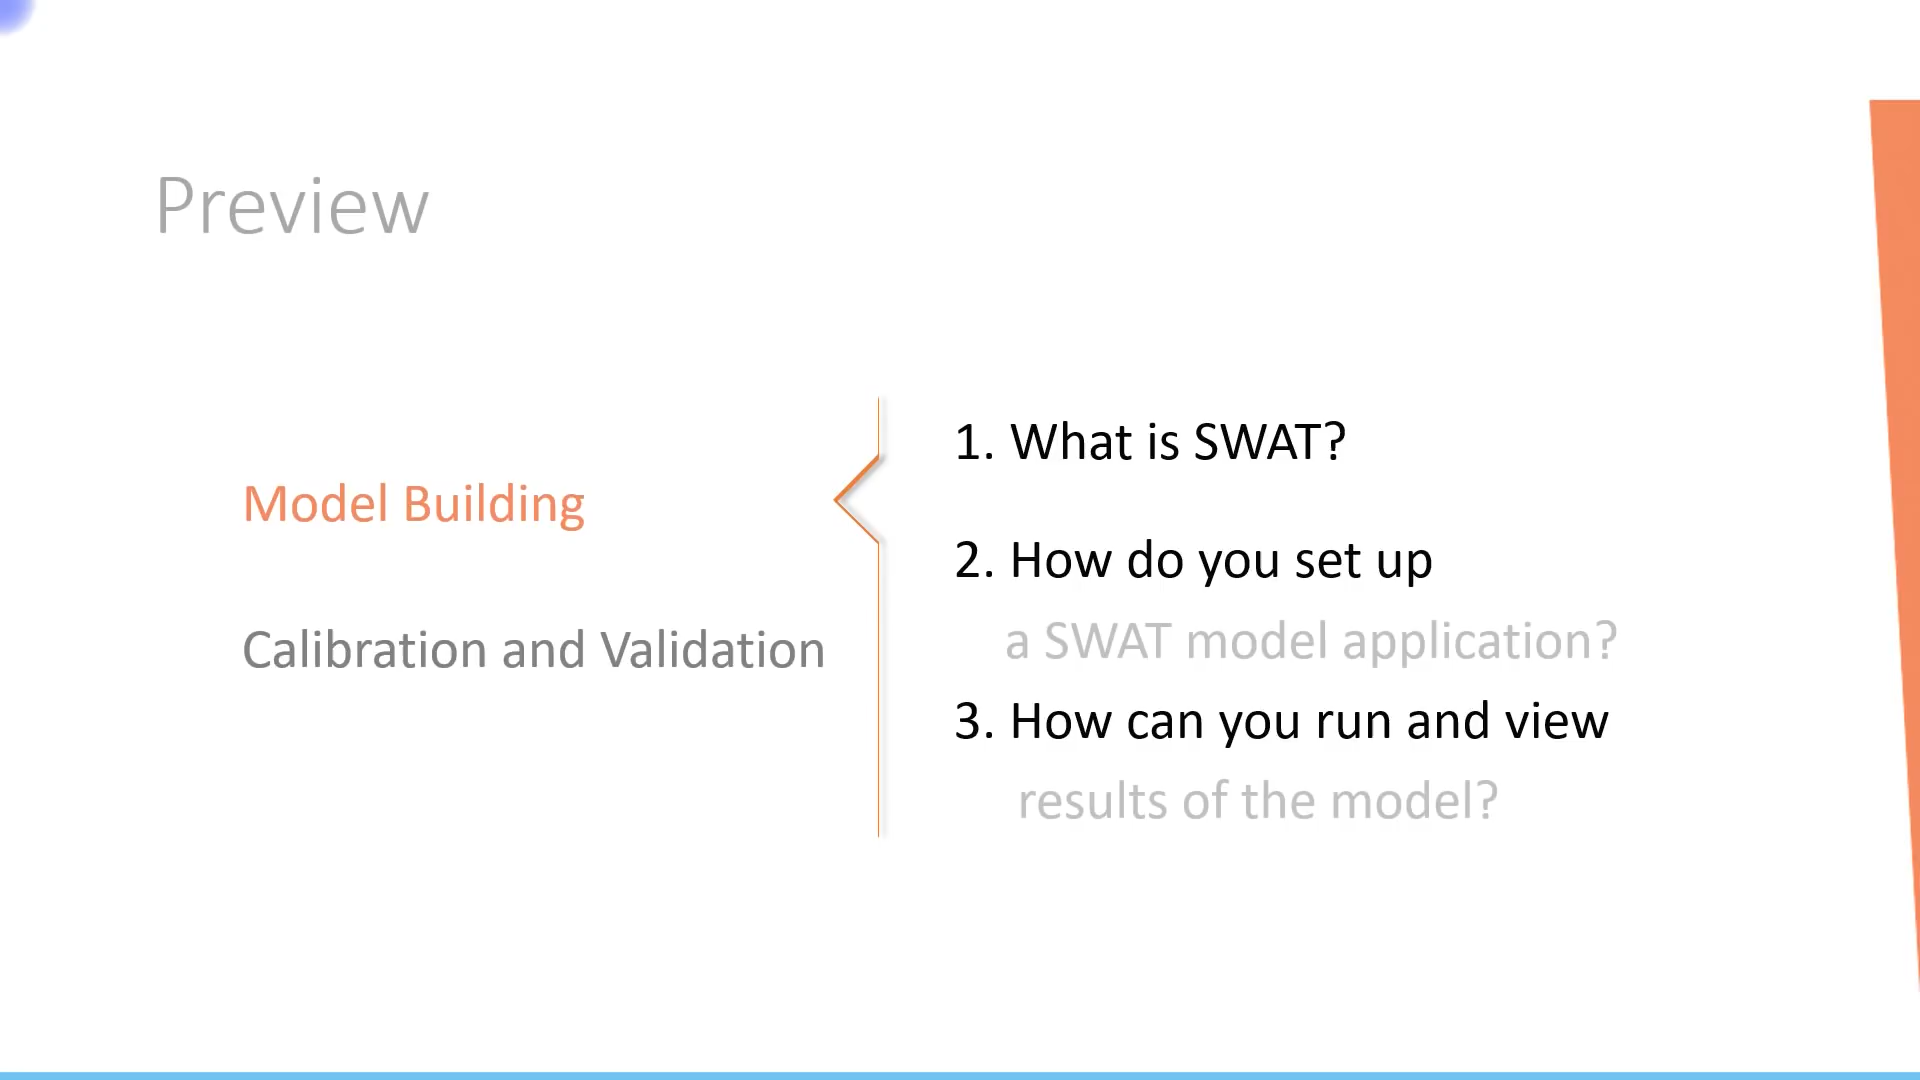 Preview
Model Building
Calibration and Validation
1. What is SWAT?
2. How do you set up
a SWAT model application?
3. How can you run and view
results of the model?